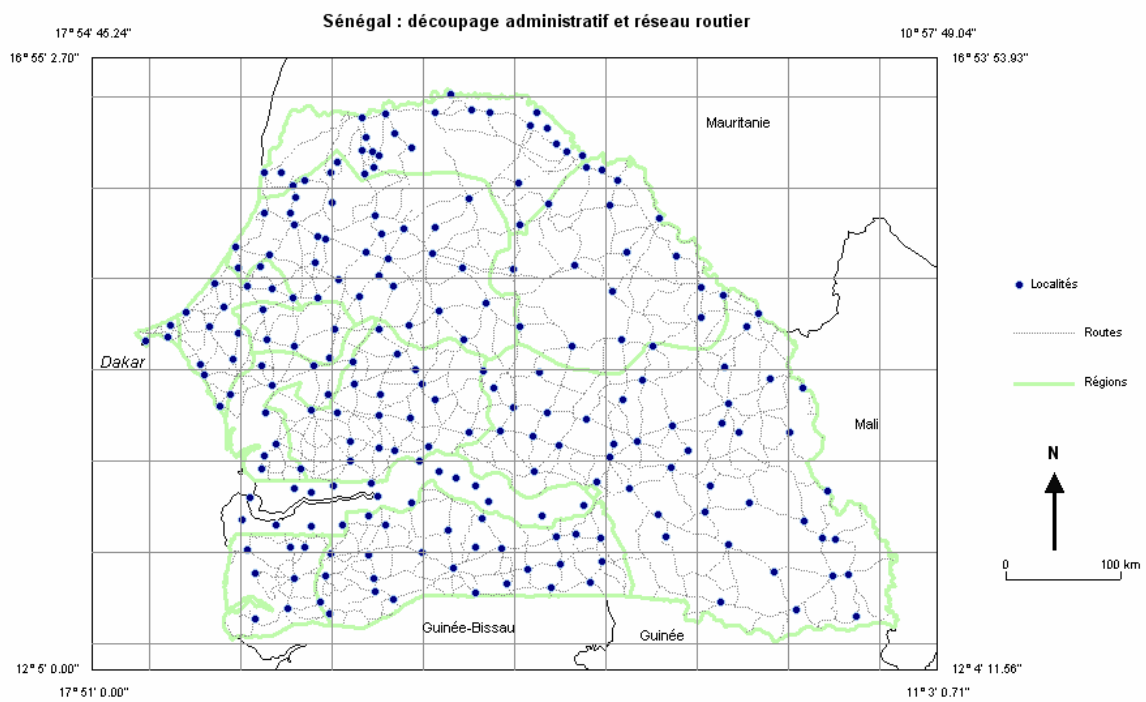 Sénégal : découpage administratif et réseau routier
17° 54' 45.24"
10° 57' 49.04"
16° 55' 2.70"
16° 53' 53.93"
Mauritanie
Localités
Routes
Dakar
Régions
Mali
N
0 100 km
Guinée-Bissau
Guinée
12° 5' 0.00"
12° 4' 11.56"
17° 51' 0.00"
11° 3' 0.71"